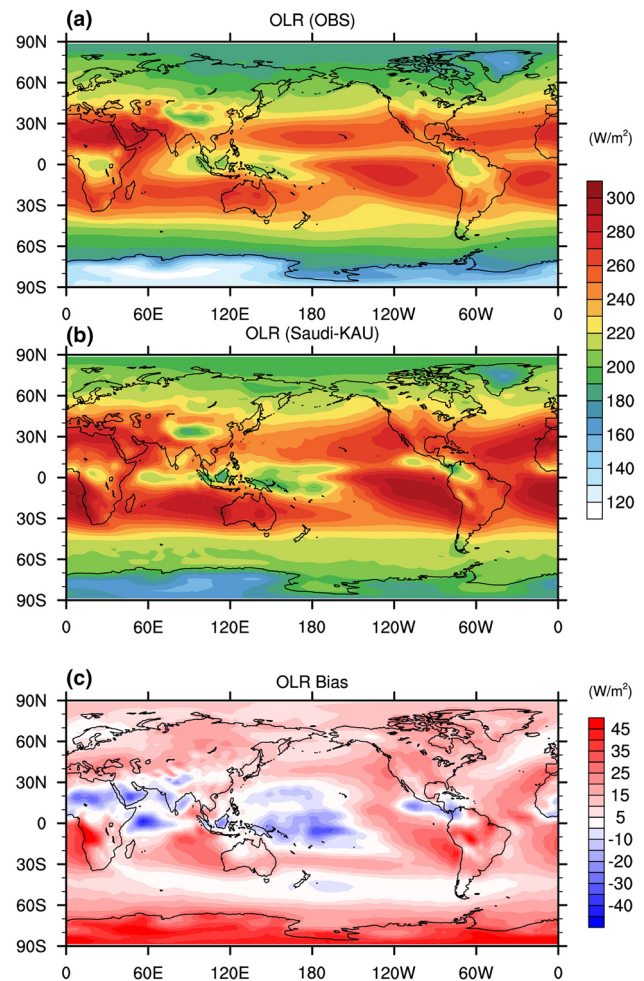 (a)
OLR (OBS)
90N
60N
30N
0
30S
60S
90S
0
60E
120E
180
120W
60W
0
(b)
OLR (Saudi-KAU)
90N
60N
30N
0
30S
60S
90S
0
60E
120E
180
120W
60W
0
(W/m²)
300
280
260
240
220
200
180
160
140
120
(c)
OLR Bias
90N
60N
30N
0
30S
60S
90S
0
60E
120E
180
120W
60W
0
(W/m²)
45
35
25
15
5
-5
-10
-20
-30
-40